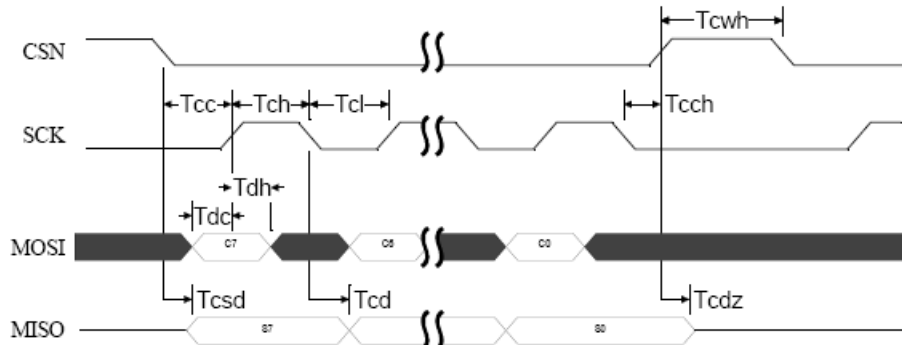 Tcwh
CSN
Tcc Tch Tcl Tcch
SCK
Tdh
Tdc
MOSI C7 C6 C0
Tcsd Tcd Tcdz
MISO S7 S0